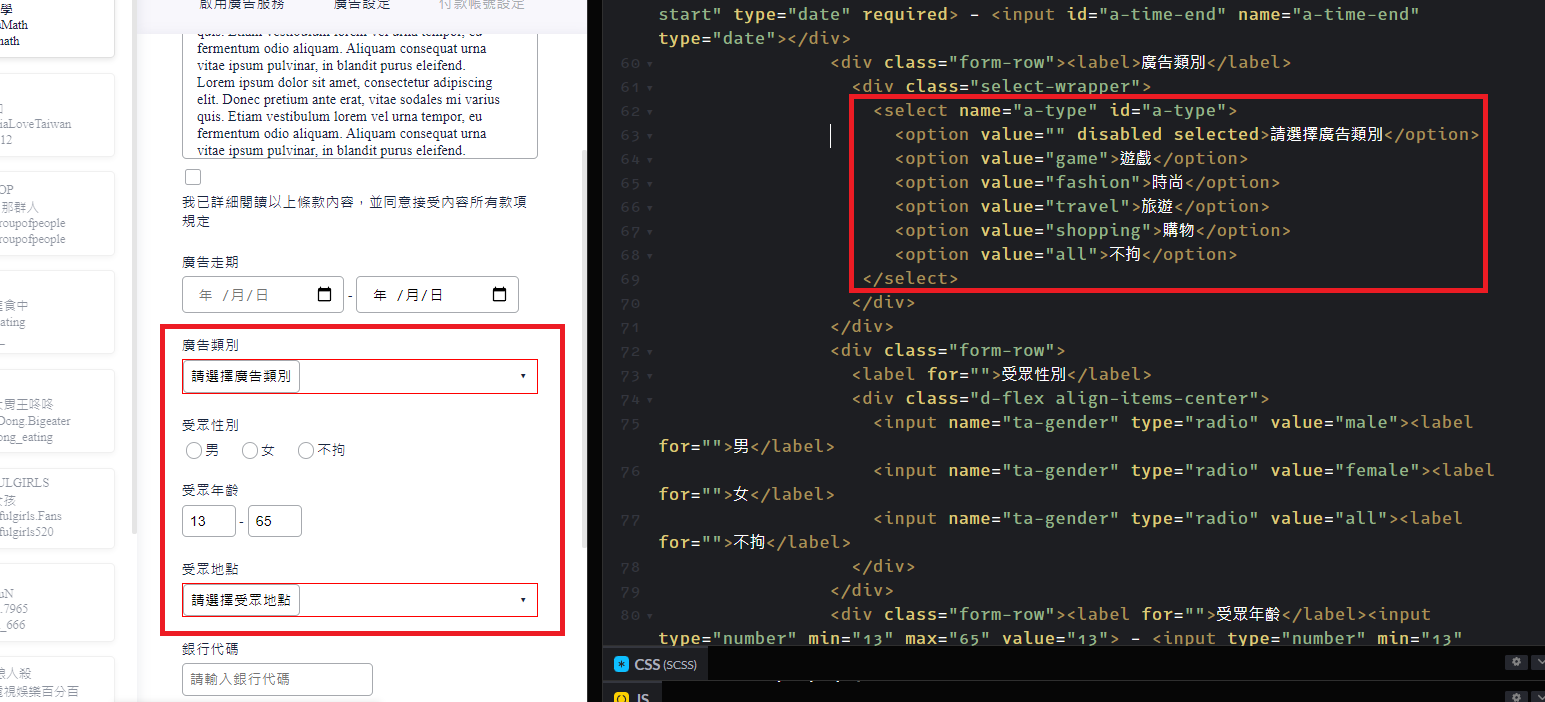 學
Math
math
iaLoveTaiwan
12
OP
那群人
roupofpeople
roupofpeople
進食中
ating
大胃王咚咚
Dong.Bigeater
ong_eating
ULGIRLS
女孩
fulgirls.Fans
fulgirls520
uN
.7965
_666
狼人殺
電視娛樂百分百
啟用廣告服務 廣告設定 付款帳號設定
quis. Etiam vestibulum lorem vel urna tempor, eu
fermentum odio aliquam. Aliquam consequat urna
vitae ipsum pulvinar, in blandit purus eleifend.
Lorem ipsum dolor sit amet, consectetur adipiscing
elit. Donec pretium ante erat, vitae sodales mi varius
quis. Etiam vestibulum lorem vel urna tempor, eu
fermentum odio aliquam. Aliquam consequat urna
vitae ipsum pulvinar, in blandit purus eleifend.
我已詳細閱讀以上條款內容，並同意接受內容所有款項
規定
廣告走期
年 /月/日 - 年 /月/日
廣告類別
請選擇廣告類別
受眾性別
男 女 不拘
受眾年齡
13 - 65
受眾地點
請選擇受眾地點
銀行代碼
請輸入銀行代碼
start" type="date" required> – <input id="a-time-end" name="a-time-end"
type="date"></div>
60 <div class="form-row"><label>廣告類別</label>
61 <div class="select-wrapper">
62 <select name="a-type" id="a-type">
63 <option value="" disabled selected>請選擇廣告類別</option>
64 <option value="game">遊戲</option>
65 <option value="fashion">時尚</option>
66 <option value="travel">旅遊</option>
67 <option value="shopping">購物</option>
68 <option value="all">不拘</option>
69 </select>
70 </div>
71 </div>
72 <div class="form-row">
73 <label for="">受眾性別</label>
74 <div class="d-flex align-items-center">
75 <input name="ta-gender" type="radio" value="male"><label
for="">男</label>
76 <input name="ta-gender" type="radio" value="female"><label
for="">女</label>
77 <input name="ta-gender" type="radio" value="all"><label
for="">不拘</label>
78 </div>
79 </div>
80 <div class="form-row"><label for="">受眾年齡</label><input
type="number" min="13" max="65" value="13"> – <input type="number" min="13"
CSS (SCSS)
JS